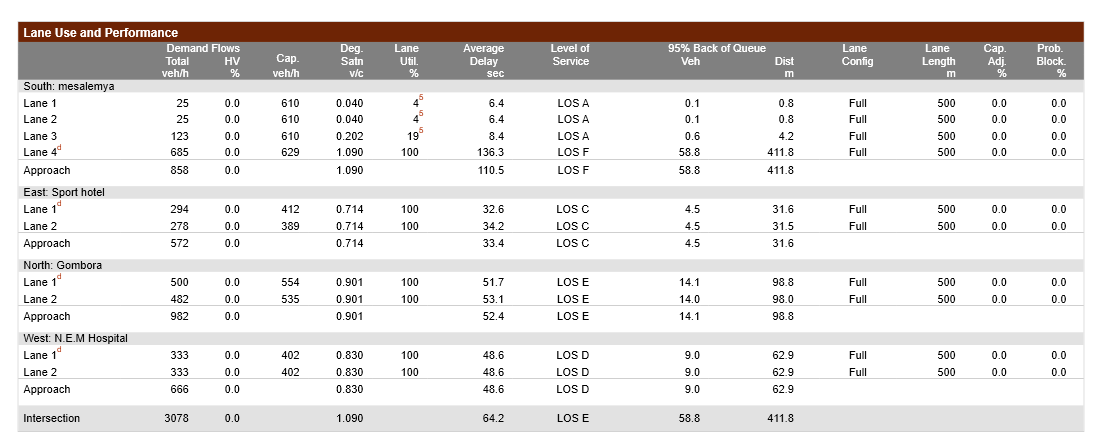 Lane Use and Performance
Demand Flows Cap. Deg. Lane Average Level of 95% Back of Queue Lane Lane Cap. Prob.
Total HV Satn Util. Delay Service Veh Dist Config Length Adj. Block.
veh/h % veh/h v/c % sec m m % %
South: mesalemya
Lane 1 25 0.0 610 0.040 4 5 6.4 LOS A 0.1 0.8 Full 500 0.0 0.0
Lane 2 25 0.0 610 0.040 4 5 6.4 LOS A 0.1 0.8 Full 500 0.0 0.0
Lane 3 123 0.0 610 0.202 19 5 8.4 LOS A 0.6 4.2 Full 500 0.0 0.0
Lane 4 d 685 0.0 629 1.090 100 136.3 LOS F 58.8 411.8 Full 500 0.0 0.0
Approach 858 0.0 1.090 110.5 LOS F 58.8 411.8
East: Sport hotel
Lane 1 d 294 0.0 412 0.714 100 32.6 LOS C 4.5 31.6 Full 500 0.0 0.0
Lane 2 278 0.0 389 0.714 100 34.2 LOS C 4.5 31.5 Full 500 0.0 0.0
Approach 572 0.0 0.714 33.4 LOS C 4.5 31.6
North: Gombora
Lane 1 d 500 0.0 554 0.901 100 51.7 LOS E 14.1 98.8 Full 500 0.0 0.0
Lane 2 482 0.0 535 0.901 100 53.1 LOS E 14.0 98.0 Full 500 0.0 0.0
Approach 982 0.0 0.901 52.4 LOS E 14.1 98.8
West: N.E.M Hospital
Lane 1 d 333 0.0 402 0.830 100 48.6 LOS D 9.0 62.9 Full 500 0.0 0.0
Lane 2 333 0.0 402 0.830 100 48.6 LOS D 9.0 62.9 Full 500 0.0 0.0
Approach 666 0.0 0.830 48.6 LOS D 9.0 62.9
Intersection 3078 0.0 1.090 64.2 LOS E 58.8 411.8